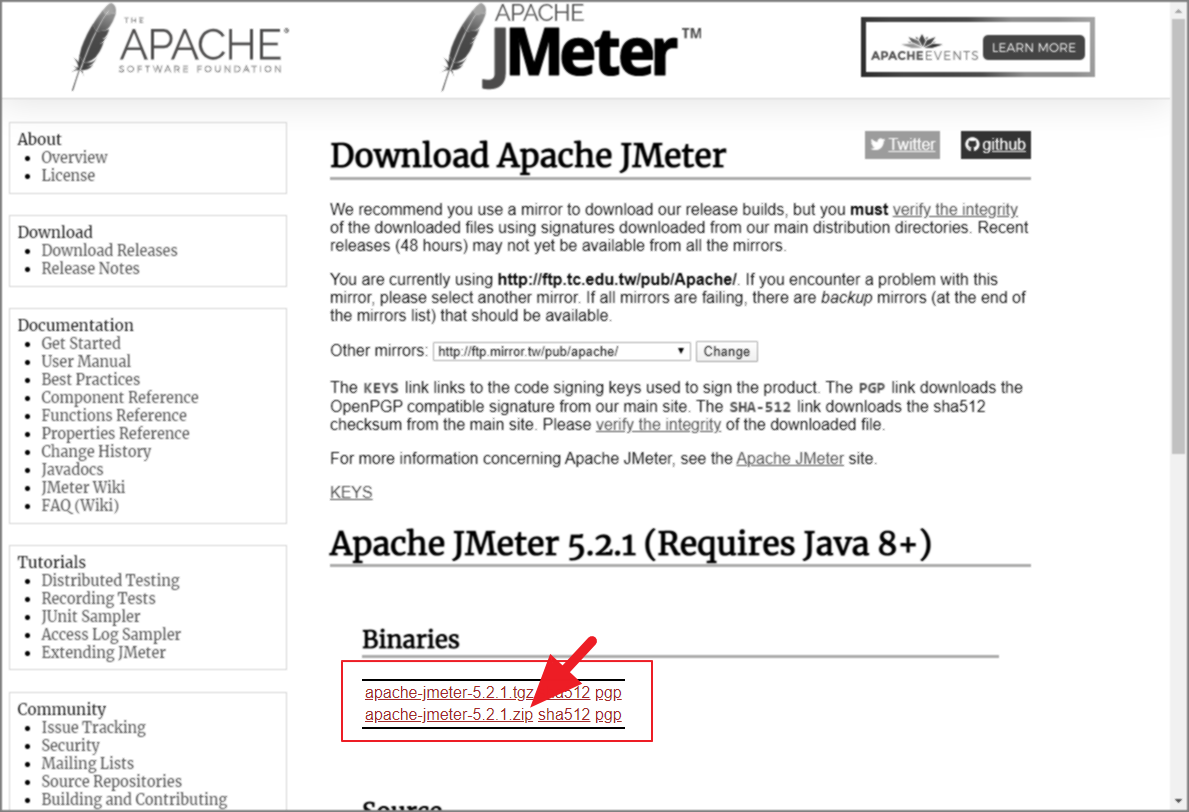 THE
APACHE®
SOFTWARE FOUNDATION
APACHE
JMeter™
APACHEEVENTS LEARN MORE
About
Overview
License
Download
Download Releases
Release Notes
Documentation
Get Started
User Manual
Best Practices
Component Reference
Functions Reference
Properties Reference
Change History
Javadocs
JMeter Wiki
FAQ (Wiki)
Tutorials
Distributed Testing
Recording Tests
JUnit Sampler
Access Log Sampler
Extending JMeter
Community
Issue Tracking
Security
Mailing Lists
Source Repositories
Building and Contributing
Twitter github
Download Apache JMeter
We recommend you use a mirror to download our release builds, but you must verify the integrity
of the downloaded files using signatures downloaded from our main distribution directories. Recent
releases (48 hours) may not yet be available from all the mirrors.
You are currently using http://ftp.tc.edu.tw/pub/Apache/. If you encounter a problem with this
mirror, please select another mirror. If all mirrors are failing, there are backup mirrors (at the end of
the mirrors list) that should be available.
Other mirrors: http://ftp.mirror.tw/pub/apache/ Change
The KEYS link links to the code signing keys used to sign the product. The PGP link downloads the
OpenPGP compatible signature from our main site. The SHA-512 link downloads the sha512
checksum from the main site. Please verify the integrity of the downloaded file.
For more information concerning Apache JMeter, see the Apache JMeter site.
KEYS
Apache JMeter 5.2.1 (Requires Java 8+)
Binaries
apache-jmeter-5.2.1.tgz pgp
apache-jmeter-5.2.1.zip sha512 pgp
Source